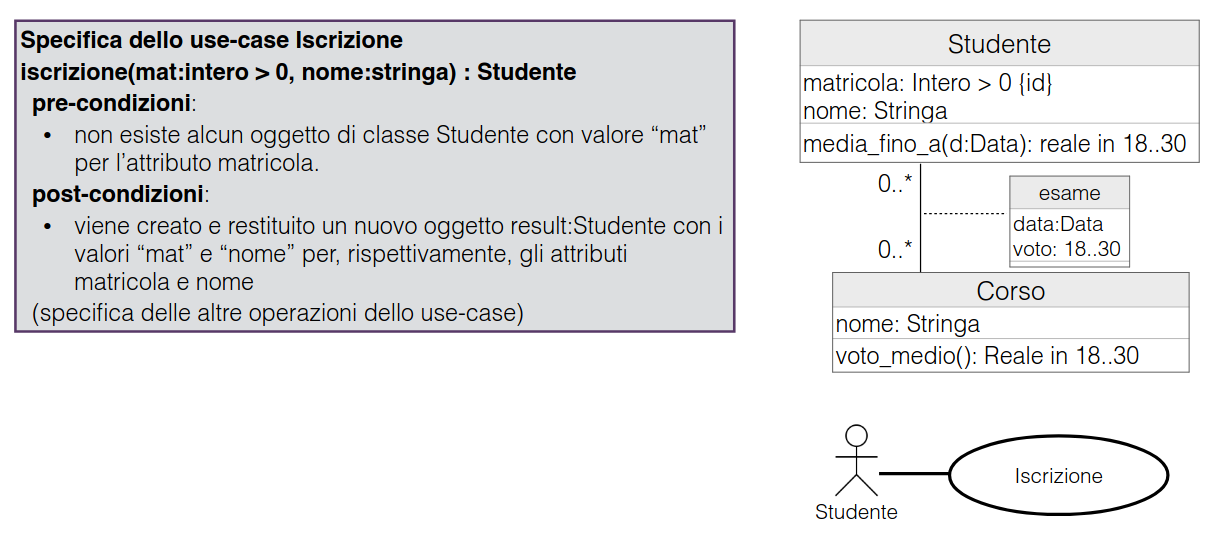 Specifica dello use-case Iscrizione
iscrizione(mat:intero > 0, nome:stringa) : Studente
pre-condizioni:
• non esiste alcun oggetto di classe Studente con valore “mat”
per l’attributo matricola.
post-condizioni:
• viene creato e restituito un nuovo oggetto result:Studente con i
valori “mat” e “nome” per, rispettivamente, gli attributi
matricola e nome
(specifica delle altre operazioni dello use-case)
Studente
matricola: Intero > 0 {id}
nome: Stringa
media_fino_a(d:Data): reale in 18..30
0..*
esame
data:Data
voto: 18..30
0..*
Corso
nome: Stringa
voto_medio(): Reale in 18..30
Iscrizione
Studente